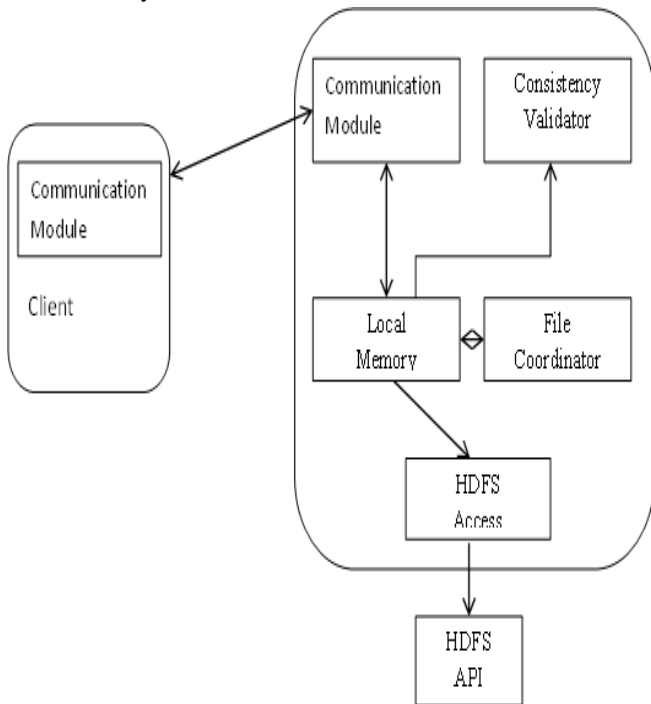 Communication
Module
Consistency
Validator
Communication
Module
Client
Local
Memory
File
Coordinator
HDFS
Access
HDFS
API